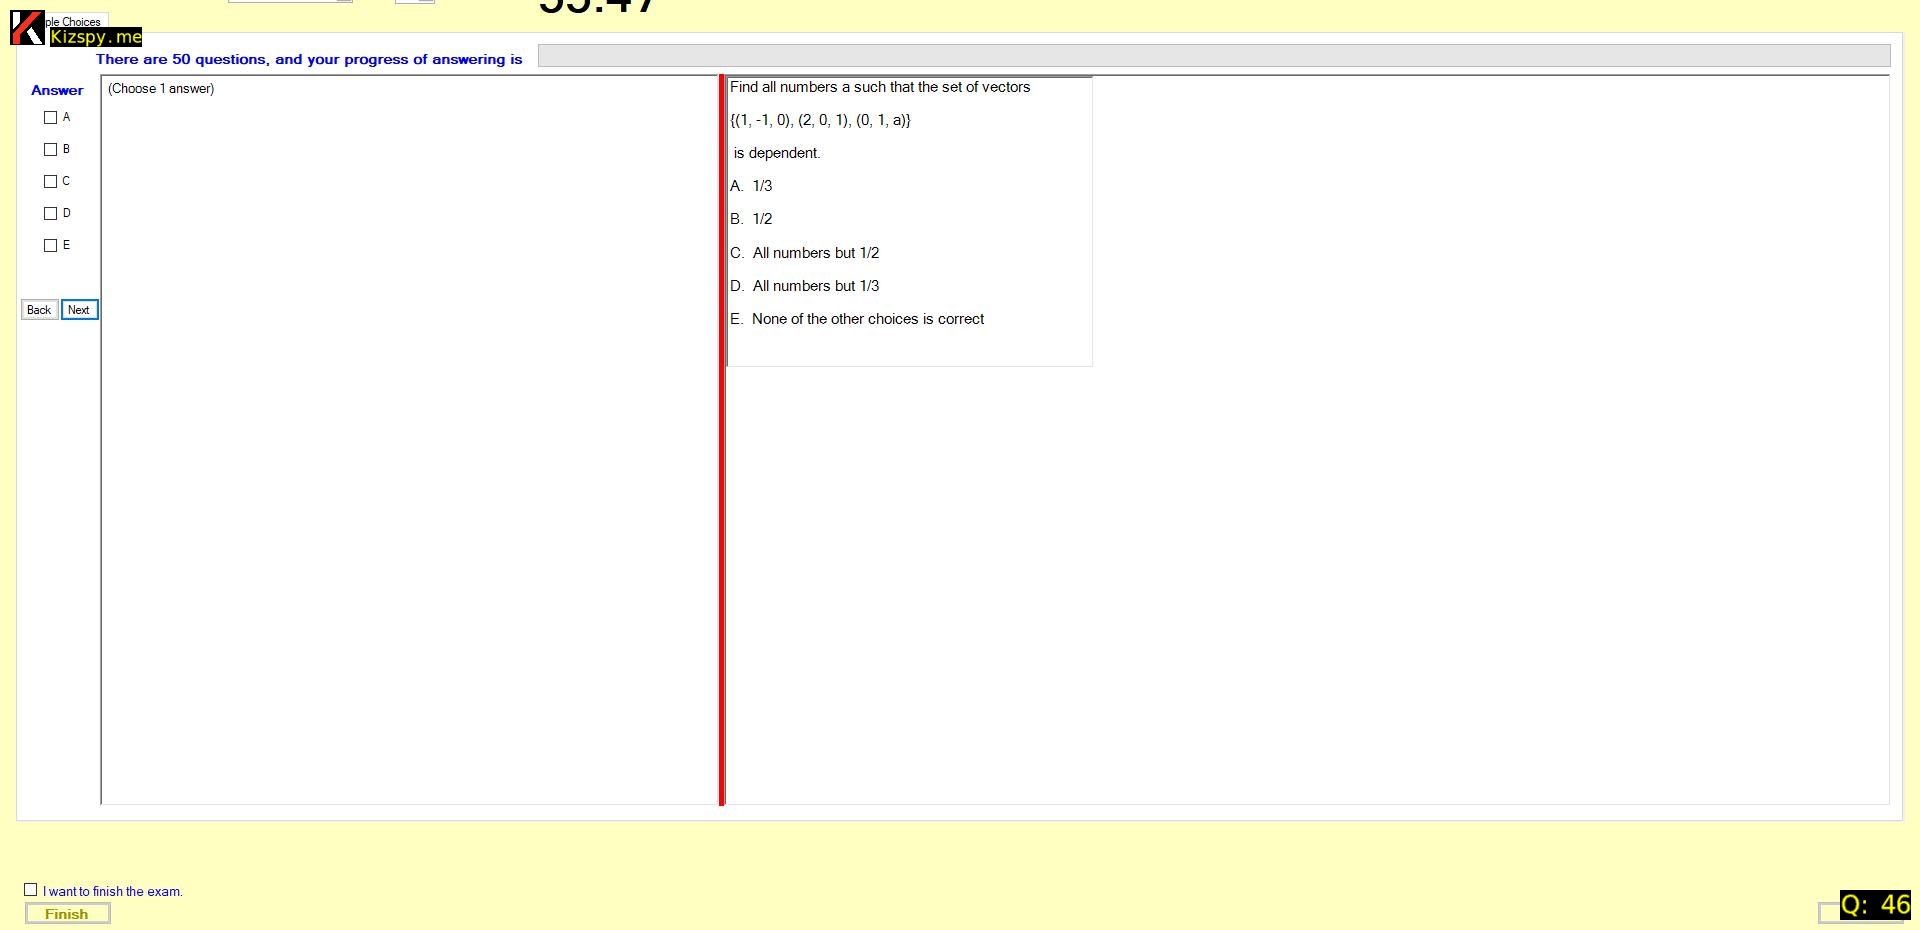 ple Choices
Kizspy.me
There are 50 questions, and your progress of answering is
Answer
(Choose 1 answer)
A
B
C
D
E
Back Next
Find all numbers a such that the set of vectors
{(1, -1, 0), (2, 0, 1), (0, 1, a)}
is dependent.
A. 1/3
B. 1/2
C. All numbers but 1/2
D. All numbers but 1/3
E. None of the other choices is correct
I want to finish the exam.
Finish
Q: 46